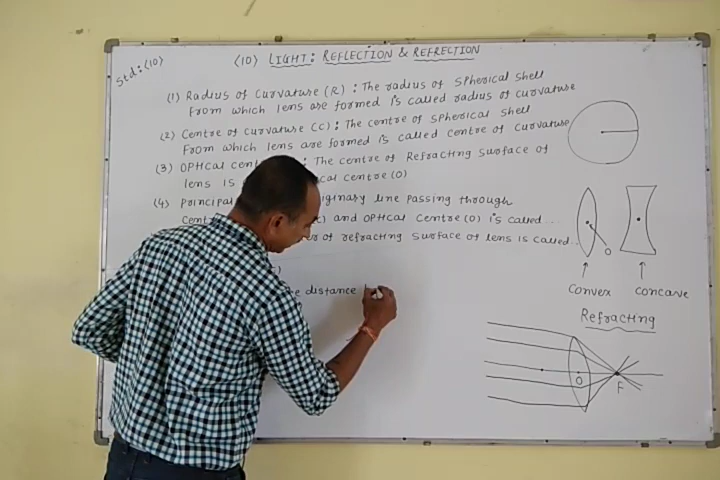 Std:(10)
(10) LIGHT: REFLECTION & REFRECTION
(1) Radius of curvature (R) : The radius of spherical shell
from which lens are formed is called radius of curvature
(2) Centre of curvature (C) : The centre of spherical shell
from which lens are formed is called centre of curvature
(3) Optical cen : The centre of Refracting surface of
lens is cal centre (O)
(4) Principal iginary line passing through
Cent (C) and optical centre (O) is called...
er of refracting surface of lens is called..
)
e distance b
O
Convex concave
Refracting
O
F